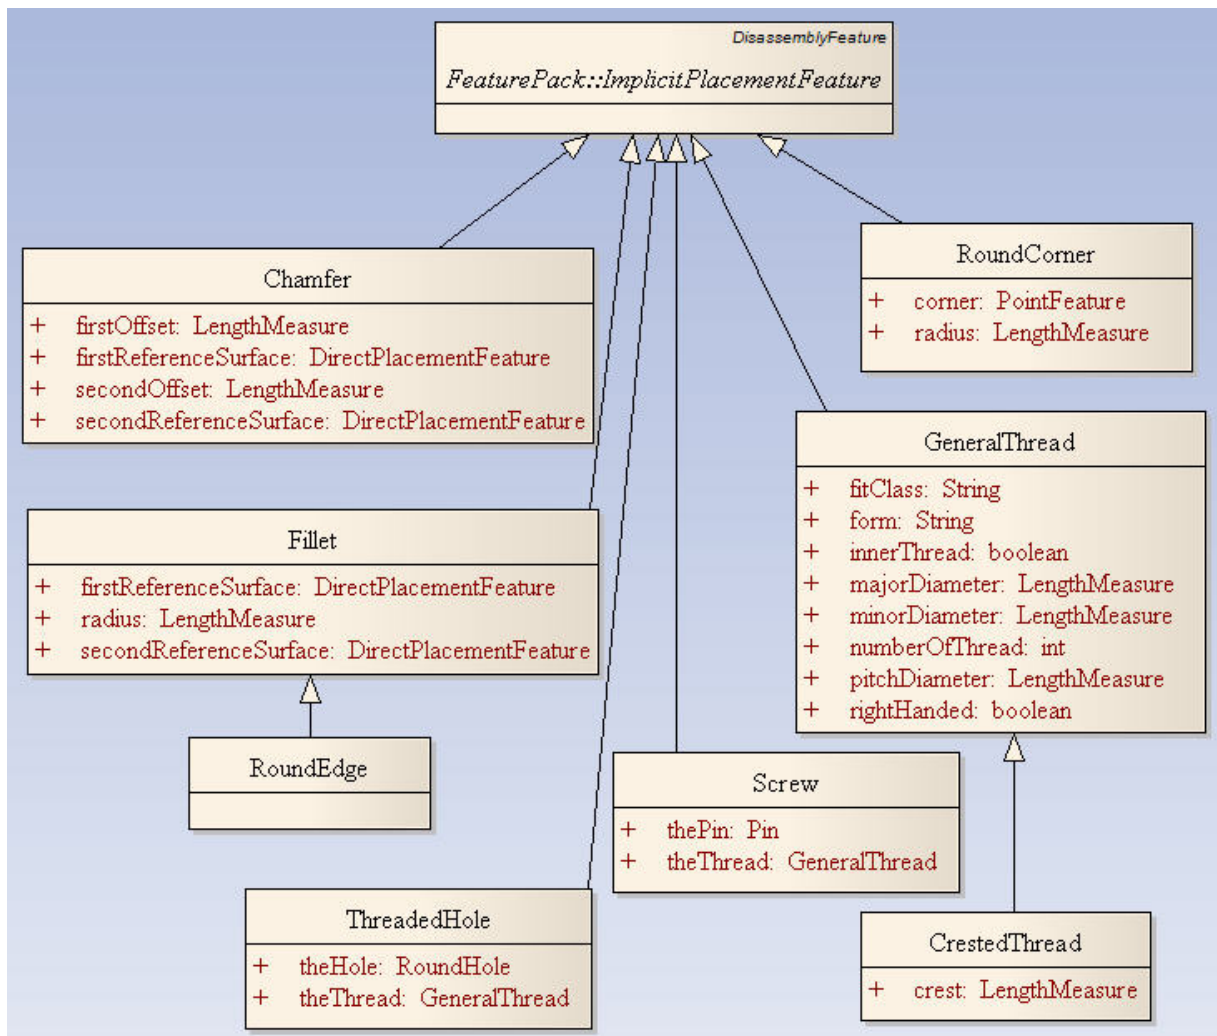 DisassemblyFeature
FeaturePack::ImplicitPlacementFeature
Chamfer
+ firstOffset: LengthMeasure
+ firstReferenceSurface: DirectPlacementFeature
+ secondOffset: LengthMeasure
+ secondReferenceSurface: DirectPlacementFeature
RoundCorner
+ corner: PointFeature
+ radius: LengthMeasure
GeneralThread
+ fitClass: String
+ form: String
+ innerThread: boolean
+ majorDiameter: LengthMeasure
+ minorDiameter: LengthMeasure
+ numberOfThread: int
+ pitchDiameter: LengthMeasure
+ rightHanded: boolean
Fillet
+ firstReferenceSurface: DirectPlacementFeature
+ radius: LengthMeasure
+ secondReferenceSurface: DirectPlacementFeature
RoundEdge
Screw
+ thePin: Pin
+ theThread: GeneralThread
ThreadedHole
+ theHole: RoundHole
+ theThread: GeneralThread
CrestedThread
+ crest: LengthMeasure